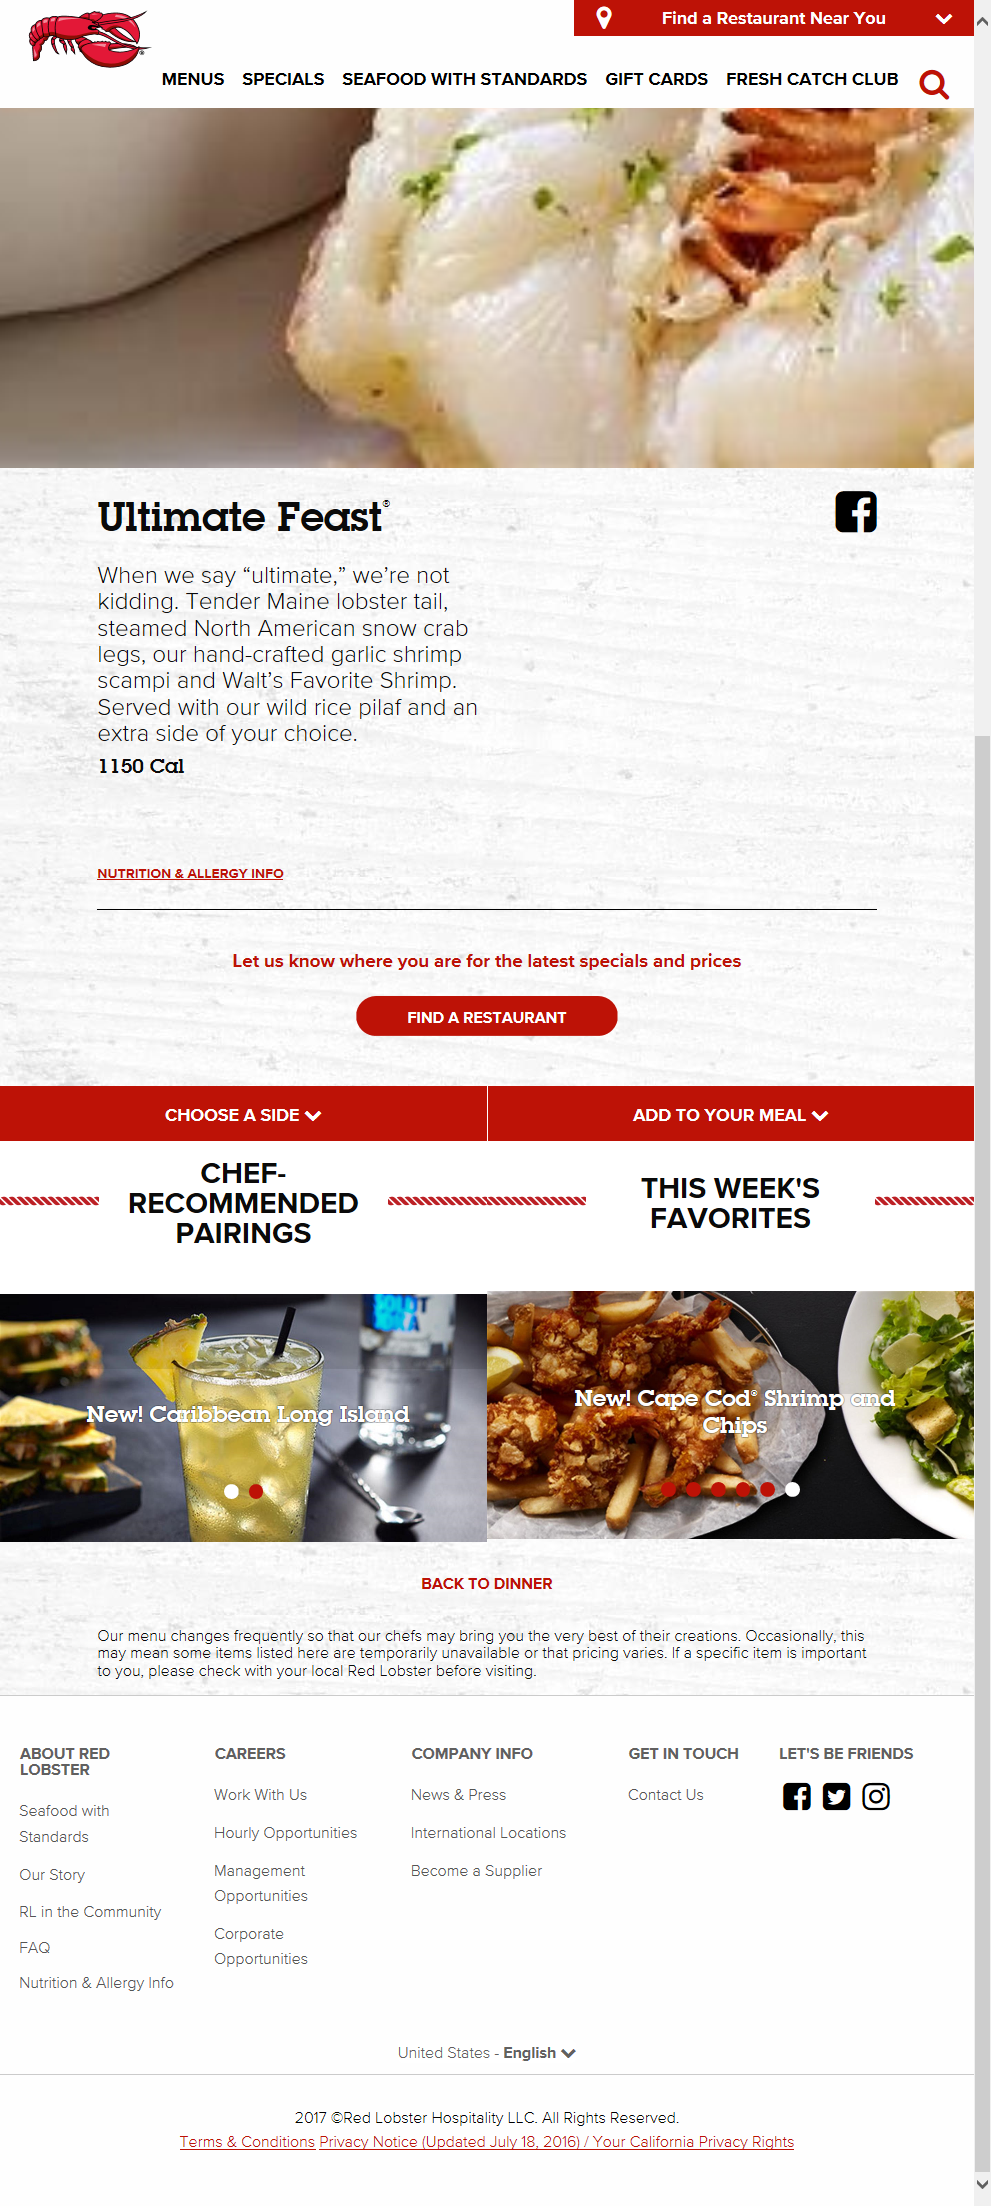 Find a Restaurant Near You
MENUS SPECIALS SEAFOOD WITH STANDARDS GIFT CARDS FRESH CATCH CLUB
Ultimate Feast®
When we say “ultimate,” we’re not
kidding. Tender Maine lobster tail,
steamed North American snow crab
legs, our hand-crafted garlic shrimp
scampi and Walt’s Favorite Shrimp.
Served with our wild rice pilaf and an
extra side of your choice.
1150 Cal
NUTRITION & ALLERGY INFO
Let us know where you are for the latest specials and prices
FIND A RESTAURANT
CHOOSE A SIDE
ADD TO YOUR MEAL
CHEF-
RECOMMENDED
PAIRINGS
THIS WEEK'S
FAVORITES
New! Caribbean Long Island
New! Cape Cod® Shrimp and
Chips
BACK TO DINNER
Our menu changes frequently so that our chefs may bring you the very best of their creations. Occasionally, this
may mean some items listed here are temporarily unavailable or that pricing varies. If a specific item is important
to you, please check with your local Red Lobster before visiting.
ABOUT RED
LOBSTER
Seafood with
Standards
Our Story
RL in the Community
FAQ
Nutrition & Allergy Info
CAREERS
Work With Us
Hourly Opportunities
Management
Opportunities
Corporate
Opportunities
COMPANY INFO
News & Press
International Locations
Become a Supplier
GET IN TOUCH
Contact Us
LET'S BE FRIENDS
United States - English
2017 ©Red Lobster Hospitality LLC. All Rights Reserved.
Terms & Conditions Privacy Notice (Updated July 18, 2016) / Your California Privacy Rights